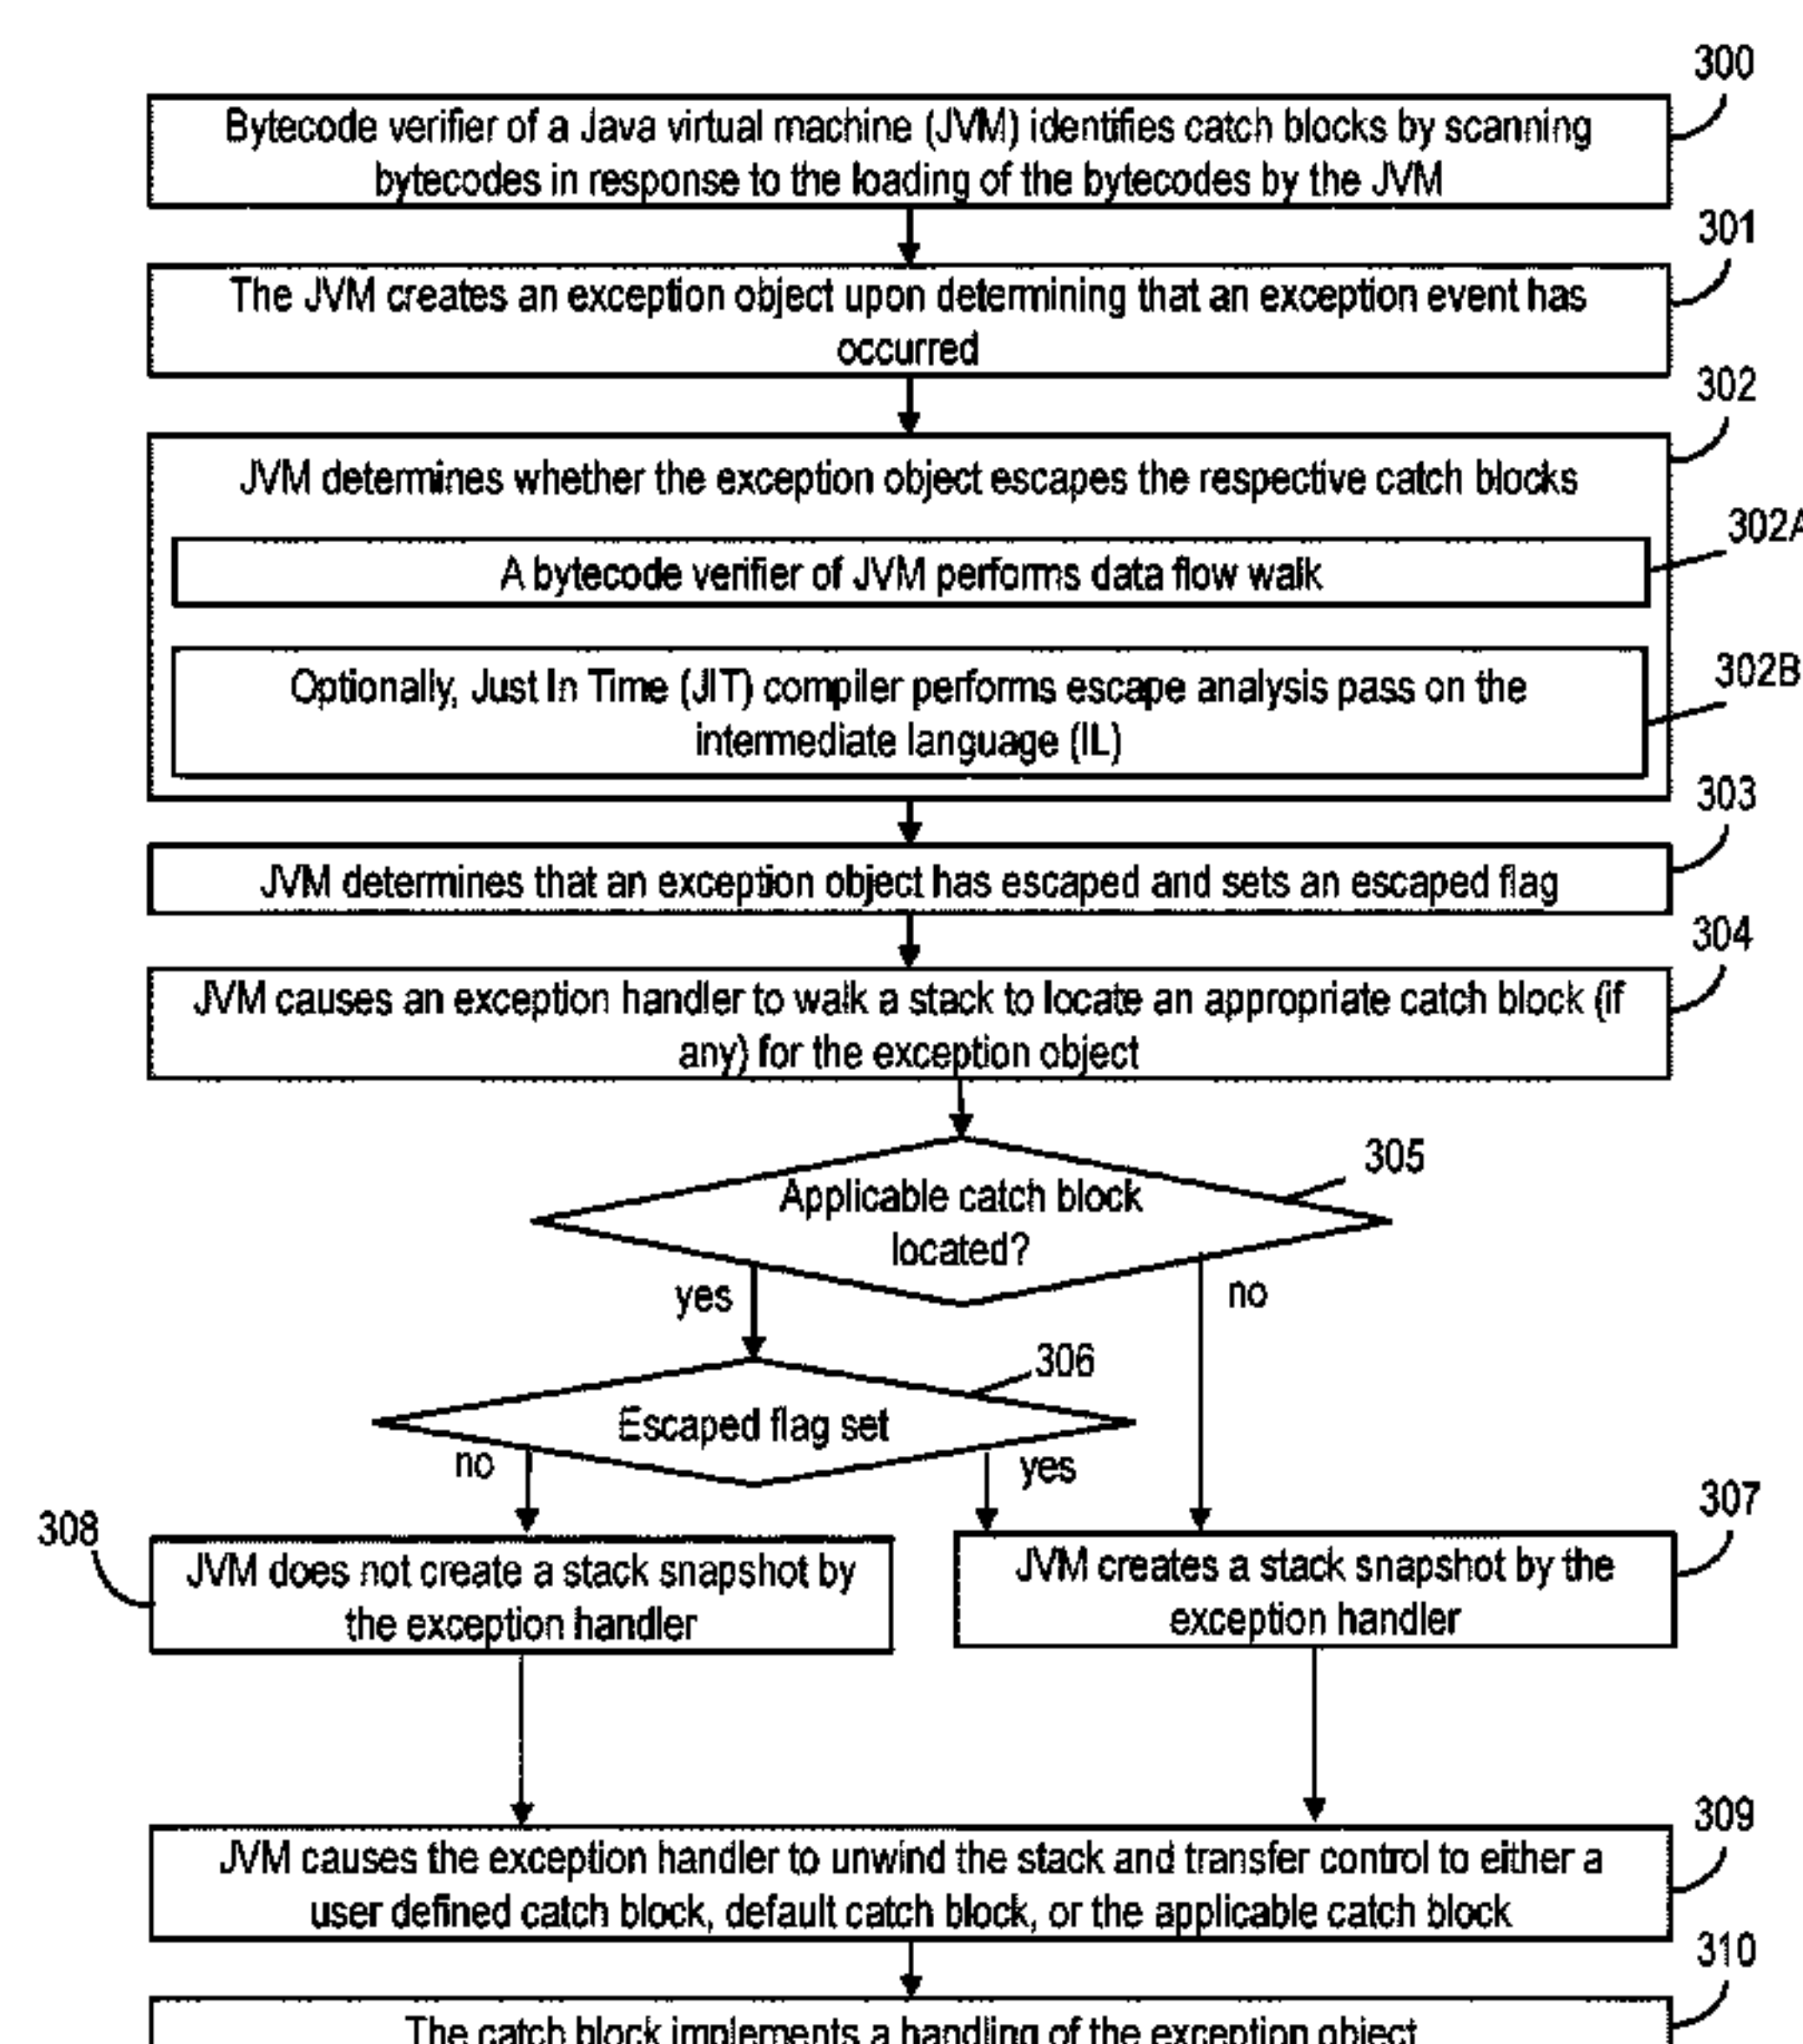 300
Bytecode verifier of a Java virtual machine (JVM) identifies catch blocks by scanning
bytecodes in response to the loading of the bytecodes by the JVM
301
The JVM creates an exception object upon determining that an exception event has
occurred
302
JVM determines whether the exception object escapes the respective catch blocks
302A
A bytecode verifier of JVM performs data flow walk
302B
Optionally, Just In Time (JIT) compiler performs escape analysis pass on the
intermediate language (IL)
303
JVM determines that an exception object has escaped and sets an escaped flag
304
JVM causes an exception handler to walk a stack to locate an appropriate catch block (if
any) for the exception object
305
Applicable catch block
located?
yes
no
306
Escaped flag set
no
yes
308
JVM does not create a stack snapshot by
the exception handler
307
JVM creates a stack snapshot by the
exception handler
309
JVM causes the exception handler to unwind the stack and transfer control to either a
user defined catch block, default catch block, or the applicable catch block
310
The catch block implements a handling of the exception object